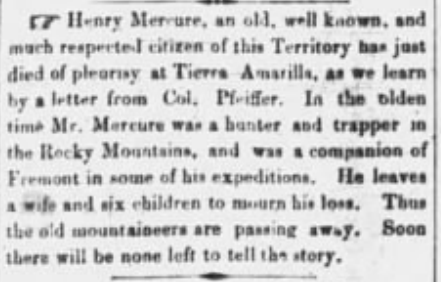 ☞ Henry Mercure, an old, well known, and
much respected citizen of this Territory has just
died of pleurisy at Tierra Amarilla, as we learn
by a letter from Col. Pfeiffer. In the olden
time Mr. Mercure was a hunter and trapper in
the Rocky Mountains, and was a companion of
Fremont in some of his expeditions. He leaves
a wife and six children to mourn his loss. Thus
the old mountaineers are passing away. Soon
there will be none left to tell the story.